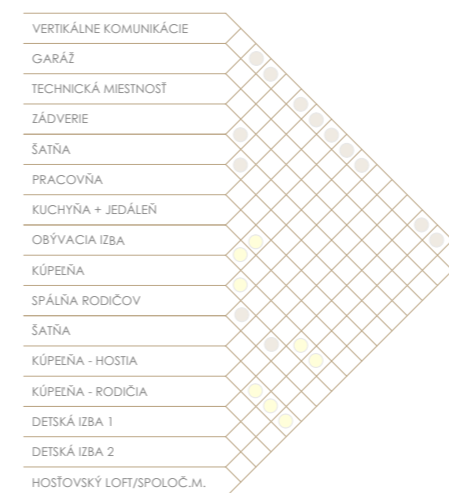 VERTIKÁLNE KOMUNIKÁCIE
GARÁŽ
TECHNICKÁ MIESTNOSŤ
ZÁDVERIE
ŠATŇA
PRACOVŇA
KUCHYŇA + JEDÁLEŇ
OBÝVACIA IZBA
KÚPEĽŇA
SPÁLŇA RODIČOV
ŠATŇA
KÚPEĽŇA - HOSTIA
KÚPEĽŇA - RODIČIA
DETSKÁ IZBA 1
DETSKÁ IZBA 2
HOSŤOVSKÝ LOFT/SPOLOČ.M.